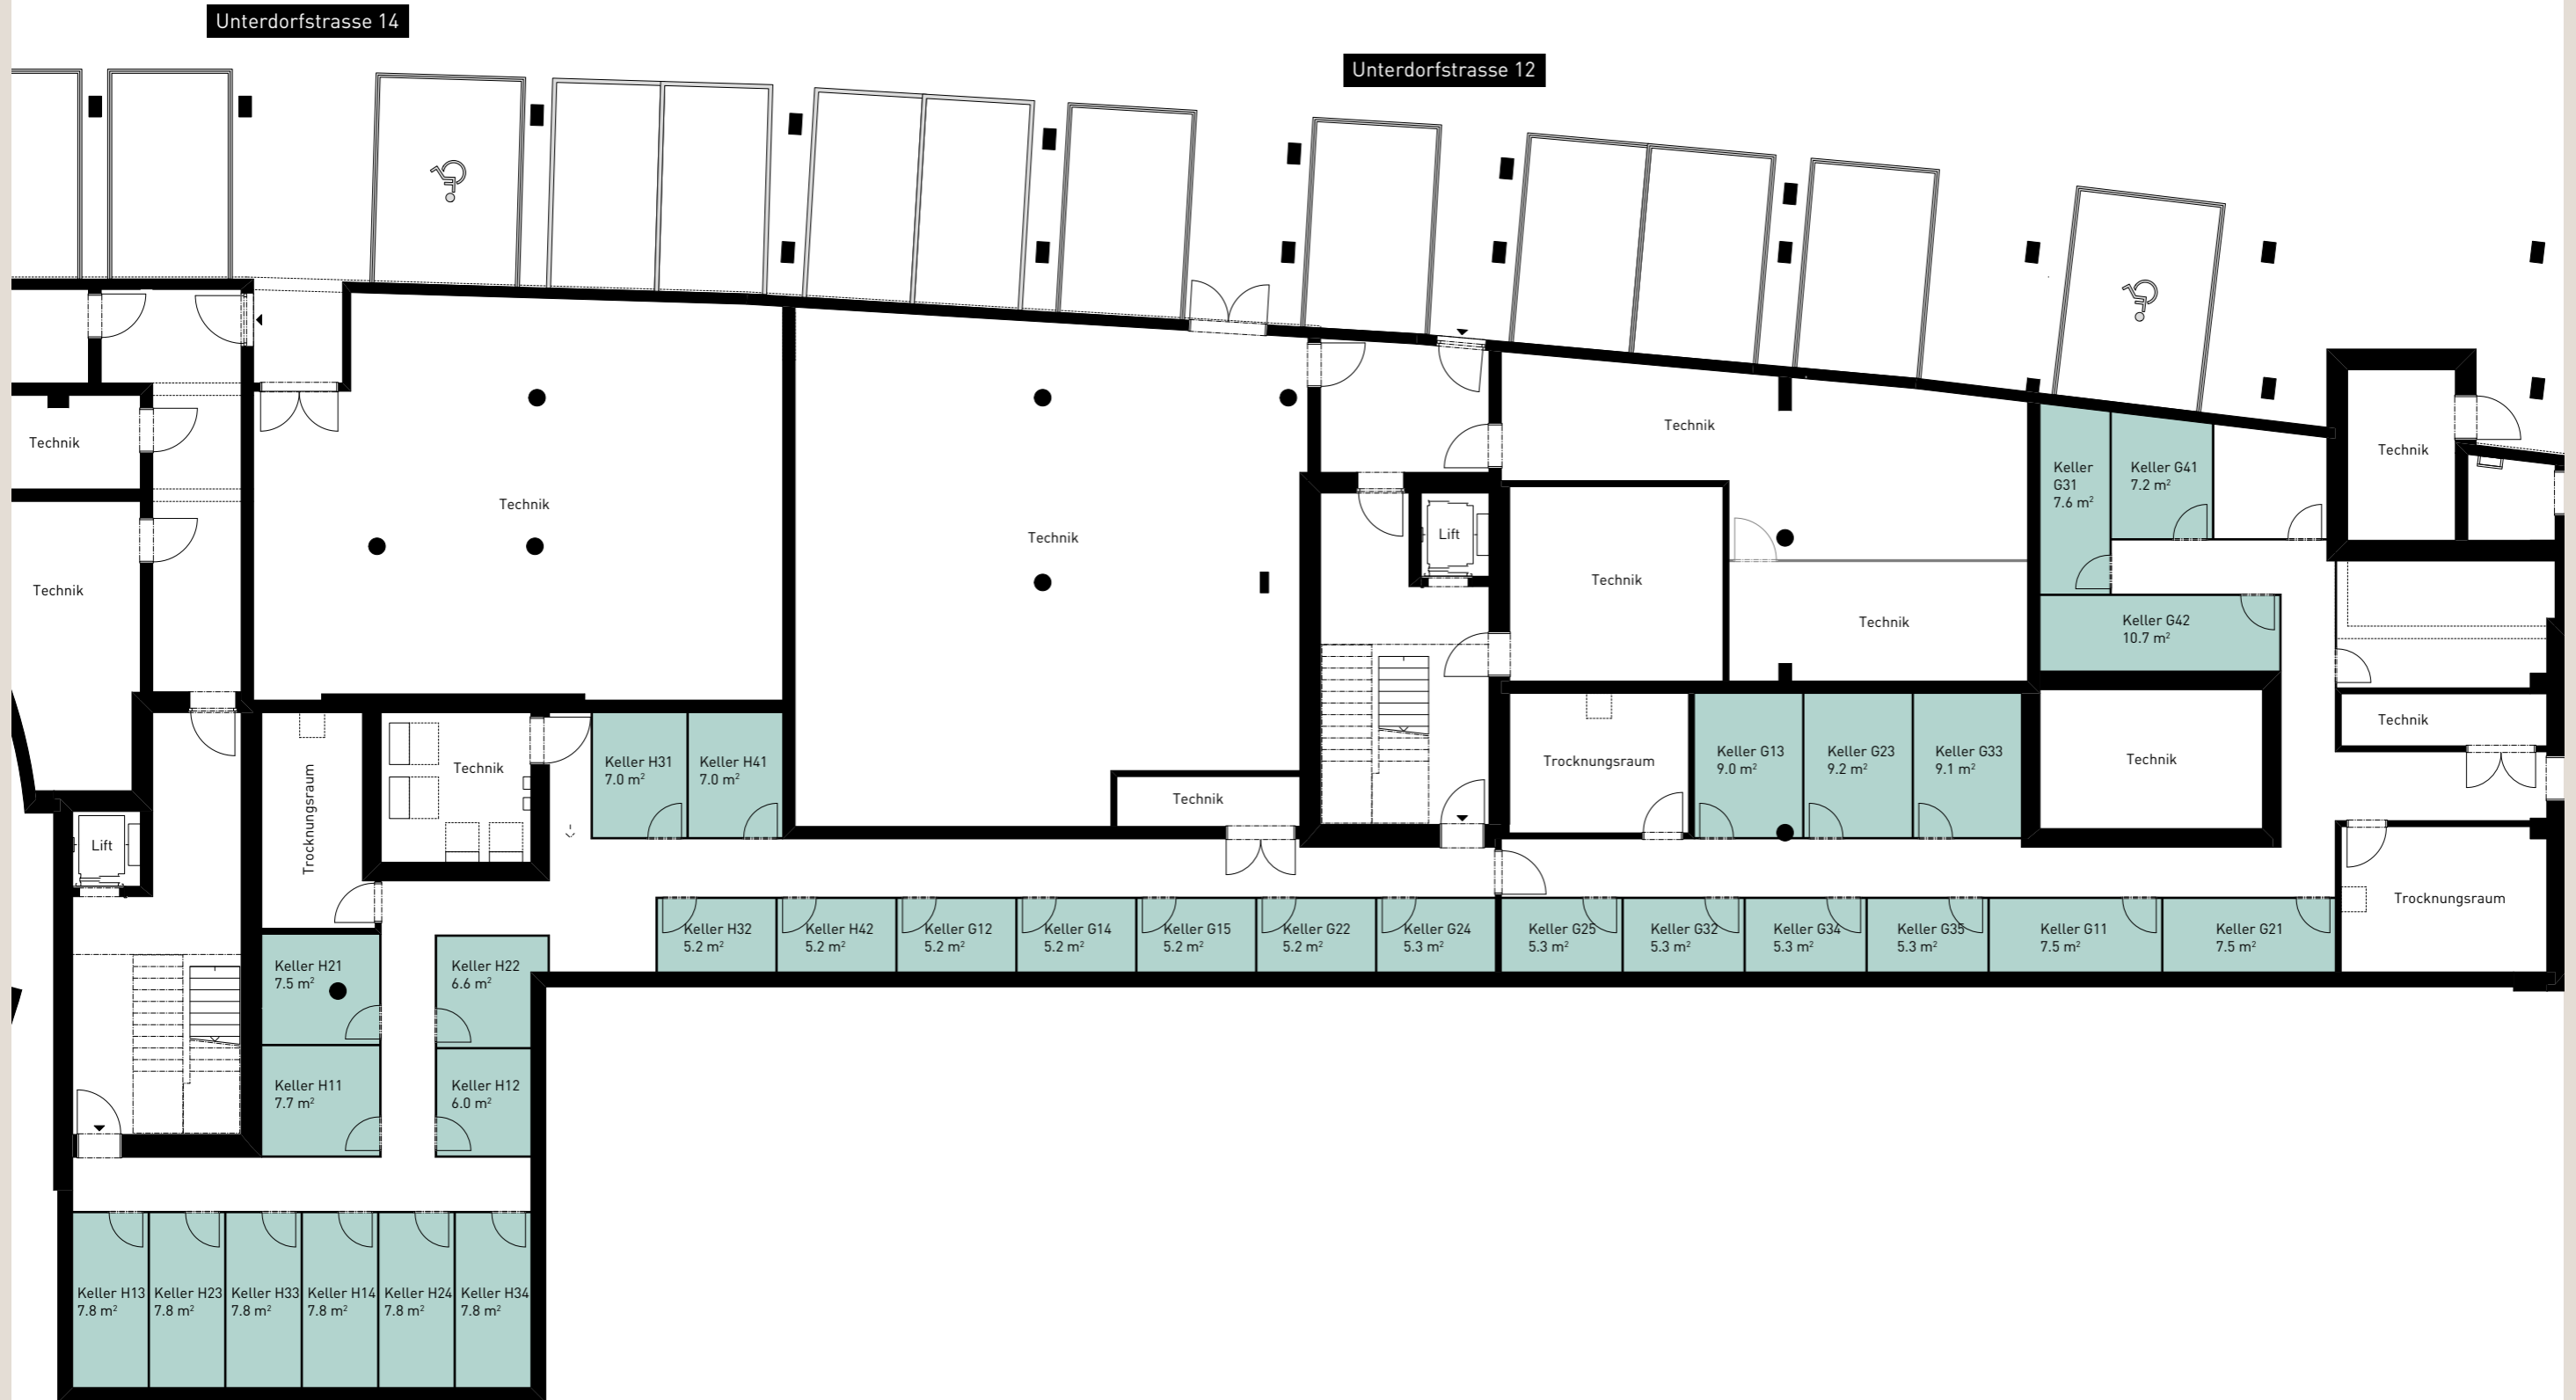 Unterdorfstrasse 14
Unterdorfstrasse 12
Technik
Technik
Technik
Technik
Technik
Technik
Technik
Technik
Lift
Keller
G31
7.6 m²
Keller G41
7.2 m²
Keller G42
10.7 m²
Technik
Technik
Technik
Technik
Trocknungsraum
Technik
Keller H31
7.0 m²
Keller H41
7.0 m²
Trocknungsraum
Keller G13
9.0 m²
Keller G23
9.2 m²
Keller G33
9.1 m²
Lift
Keller H32
5.2 m²
Keller H42
5.2 m²
Keller G12
5.2 m²
Keller G14
5.2 m²
Keller G15
5.2 m²
Keller G22
5.2 m²
Keller G24
5.3 m²
Keller G25
5.3 m²
Keller G32
5.3 m²
Keller G34
5.3 m²
Keller G35
5.3 m²
Keller G11
7.5 m²
Keller G21
7.5 m²
Trocknungsraum
Keller H21
7.5 m²
Keller H22
6.6 m²
Keller H11
7.7 m²
Keller H12
6.0 m²
Keller H13
7.8 m²
Keller H23
7.8 m²
Keller H33
7.8 m²
Keller H14
7.8 m²
Keller H24
7.8 m²
Keller H34
7.8 m²